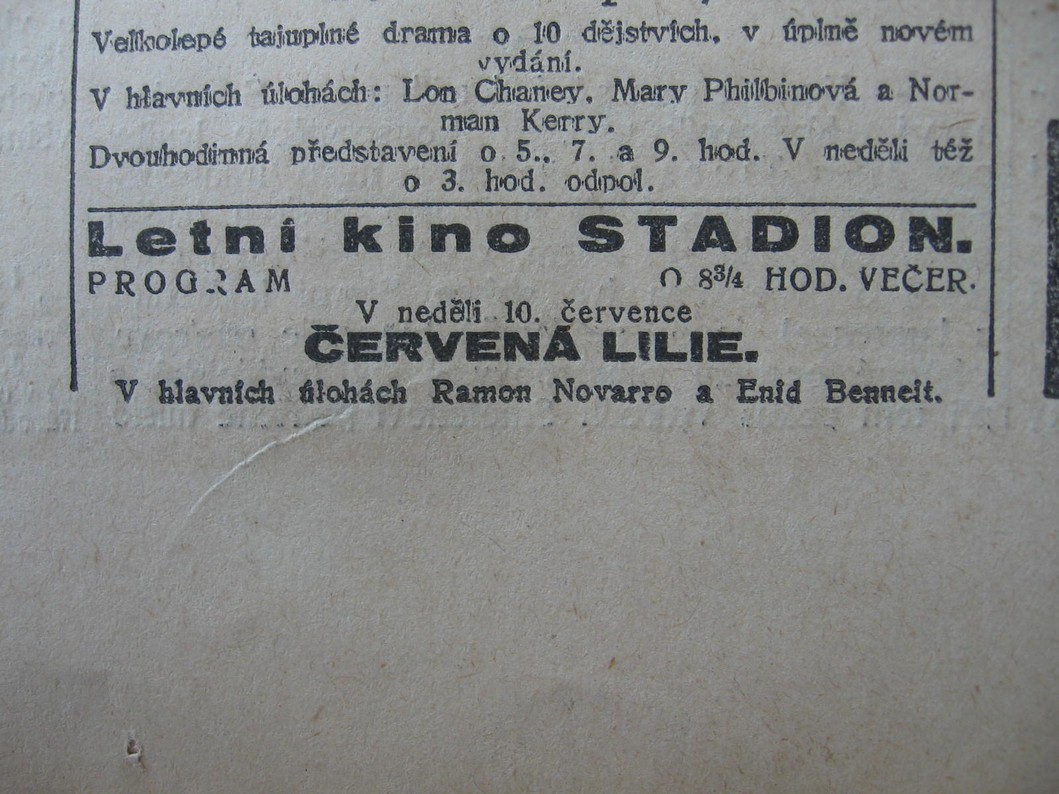 Velkolepé tajuplné drama o 10 dějstvích, v úplně novém
vydání.
V hlavních úlohách: Lon Chaney, Mary Philbinová a Nor-
man Kerry.
Dvouhodinná představení o 5., 7. a 9. hod. V neděli též
o 3. hod. odpol.
Letní kino STADION.
PROGRAM O 8¾ HOD. VEČER.
V neděli 10. července
ČERVENÁ LILIE.
V hlavních úlohách Ramon Novarro a Enid Bennett.